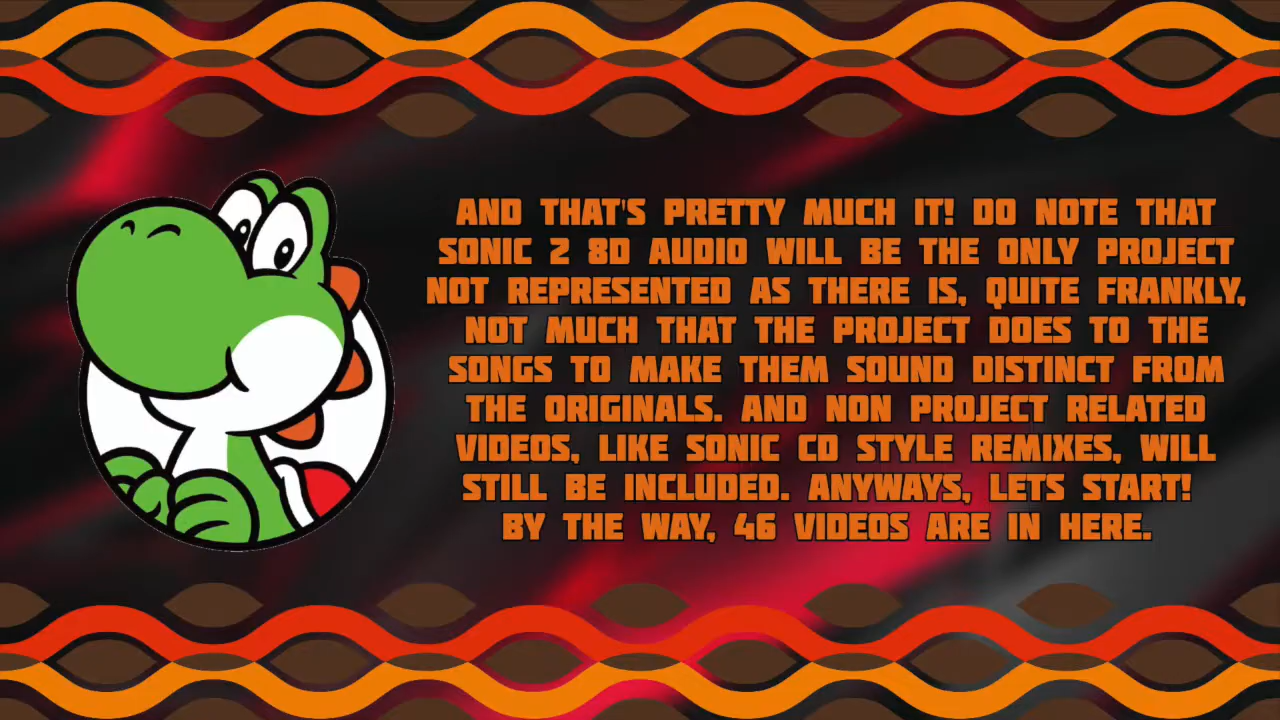 AND THAT'S PRETTY MUCH IT! DO NOTE THAT
SONIC 2 8D AUDIO WILL BE THE ONLY PROJECT
NOT REPRESENTED AS THERE IS, QUITE FRANKLY,
NOT MUCH THAT THE PROJECT DOES TO THE
SONGS TO MAKE THEM SOUND DISTINCT FROM
THE ORIGINALS. AND NON PROJECT RELATED
VIDEOS, LIKE SONIC CD STYLE REMIXES, WILL
STILL BE INCLUDED. ANYWAYS, LETS START!
BY THE WAY, 46 VIDEOS ARE IN HERE.